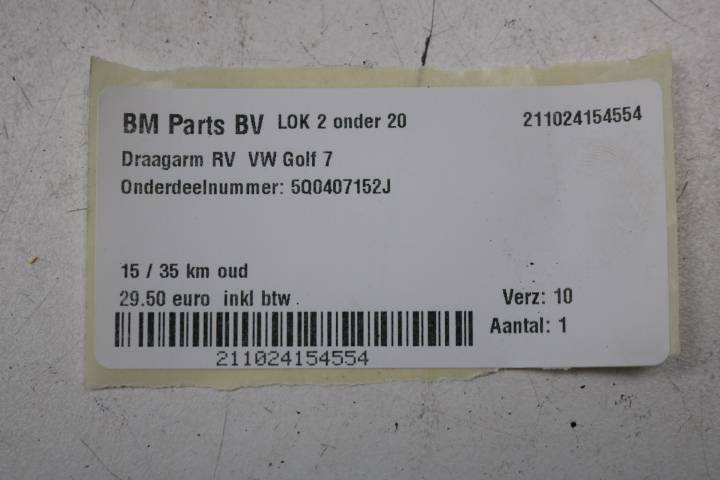 BM Parts BV LOK 2 onder 20 211024154554
Draagarm RV VW Golf 7
Onderdeelnummer: 5Q0407152J
15 / 35 km oud
29.50 euro inkl btw. Verz: 10
Aantal: 1
211024154554